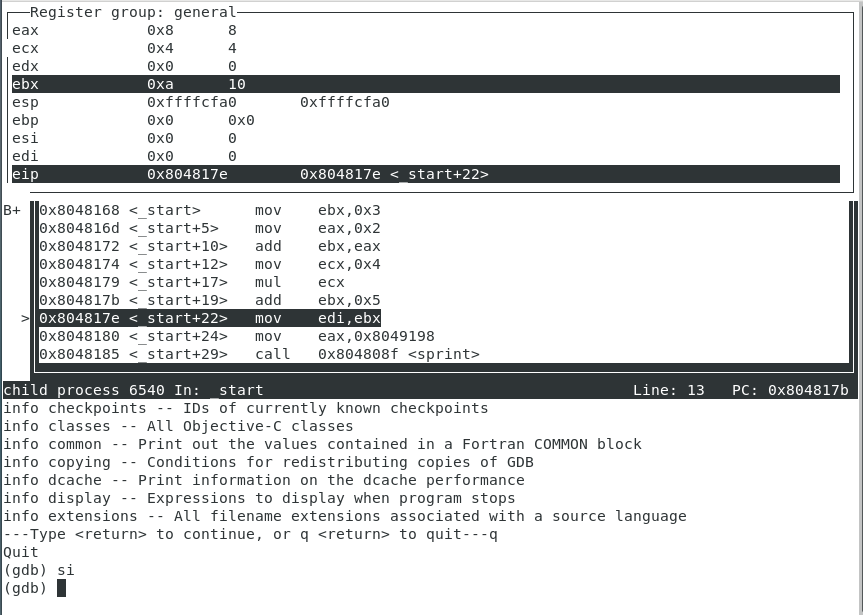 Register group: general
eax 0x8 8
ecx 0x4 4
edx 0x0 0
ebx 0xa 10
esp 0xffffcfa0 0xffffcfa0
ebp 0x0 0x0
esi 0x0 0
edi 0x0 0
eip 0x804817e 0x804817e <_start+22>
B+ 0x8048168 <_start> mov ebx,0x3
0x804816d <_start+5> mov eax,0x2
0x8048172 <_start+10> add ebx,eax
0x8048174 <_start+12> mov ecx,0x4
0x8048179 <_start+17> mul ecx
0x804817b <_start+19> add ebx,0x5
>0x804817e <_start+22> mov edi,ebx
0x8048180 <_start+24> mov eax,0x8049198
0x8048185 <_start+29> call 0x804808f <sprint>
child process 6540 In: _start Line: 13 PC: 0x804817b
info checkpoints -- IDs of currently known checkpoints
info classes -- All Objective-C classes
info common -- Print out the values contained in a Fortran COMMON block
info copying -- Conditions for redistributing copies of GDB
info dcache -- Print information on the dcache performance
info display -- Expressions to display when program stops
info extensions -- All filename extensions associated with a source language
---Type <return> to continue, or q <return> to quit---q
Quit
(gdb) si
(gdb)